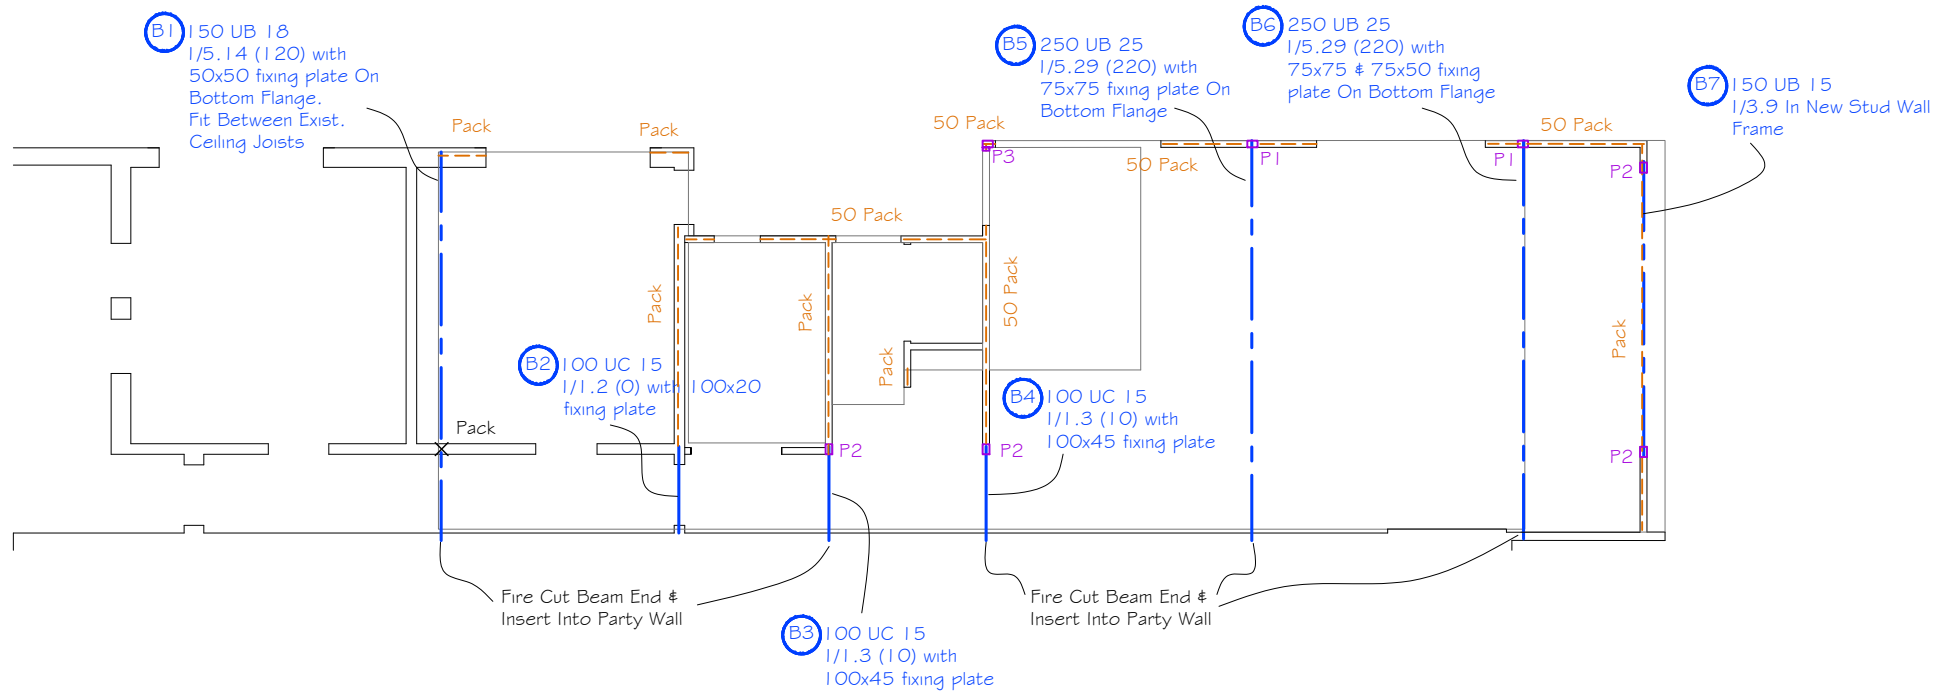 B1 150 UB 18
1/5.14 (120) with
50x50 fixing plate On
Bottom Flange.
Fit Between Exist.
Ceiling Joists
B5 250 UB 25
1/5.29 (220) with
75x75 fixing plate On
Bottom Flange
B6 250 UB 25
1/5.29 (220) with
75x75 & 75x50 fixing
plate On Bottom Flange
B7 150 UB 15
1/3.9 In New Stud Wall
Frame
Pack
Pack
50 Pack
50 Pack
P3
50 Pack
P1
P1
P2
50 Pack
Pack
Pack
50 Pack
Pack
Pack
B2 100 UC 15
1/1.2 (0) with 100x20
fixing plate
B4 100 UC 15
1/1.3 (10) with
100x45 fixing plate
Pack
P2
P2
P2
Fire Cut Beam End &
Insert Into Party Wall
Fire Cut Beam End &
Insert Into Party Wall
B3 100 UC 15
1/1.3 (10) with
100x45 fixing plate